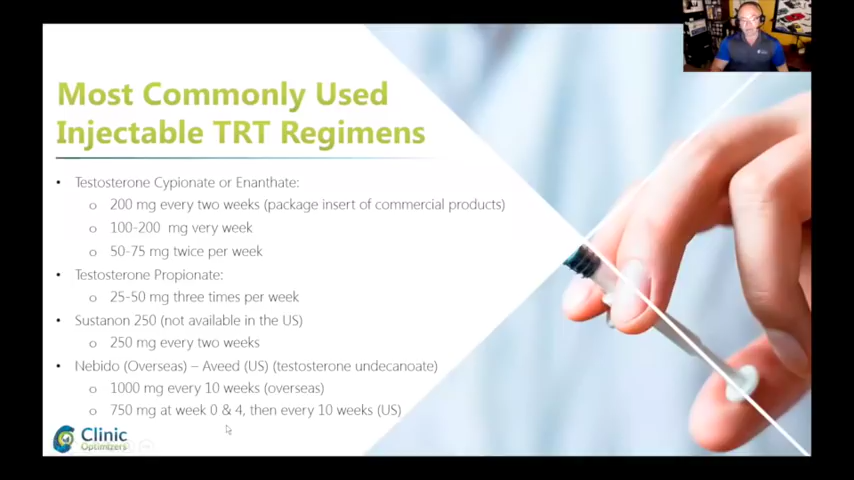 Most Commonly Used
Injectable TRT Regimens
• Testosterone Cypionate or Enanthate:
o 200 mg every two weeks (package insert of commercial products)
o 100-200 mg very week
o 50-75 mg twice per week
• Testosterone Propionate:
o 25-50 mg three times per week
• Sustanon 250 (not available in the US)
o 250 mg every two weeks
• Nebido (Overseas) – Aveed (US) (testosterone undecanoate)
o 1000 mg every 10 weeks (overseas)
o 750 mg at week 0 & 4, then every 10 weeks (US)
Clinic
Optimizers